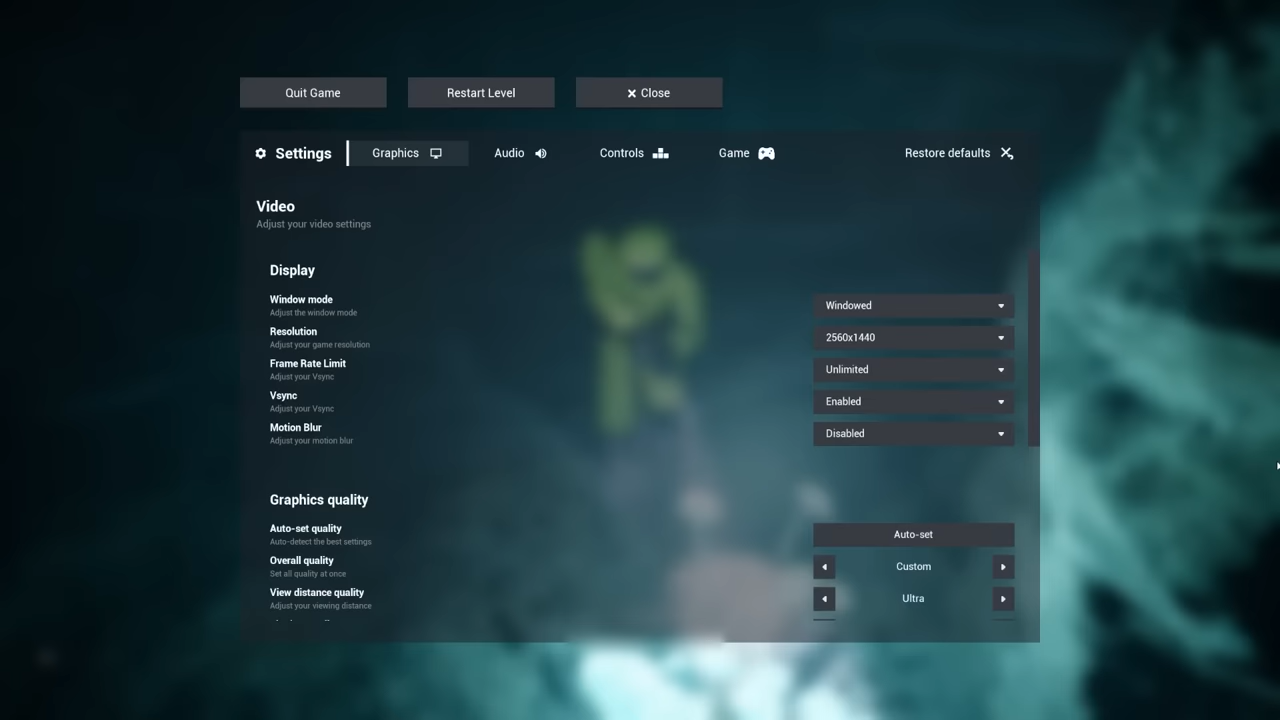 Quit Game
Restart Level
Close
Settings
Graphics
Audio
Controls
Game
Restore defaults
Video
Adjust your video settings
Display
Window mode
Adjust the window mode
Windowed
Resolution
Adjust your game resolution
2560x1440
Frame Rate Limit
Adjust your Vsync
Unlimited
Vsync
Adjust your Vsync
Enabled
Motion Blur
Adjust your motion blur
Disabled
Graphics quality
Auto-set quality
Auto-detect the best settings
Auto-set
Overall quality
Set all quality at once
Custom
View distance quality
Adjust your viewing distance
Ultra